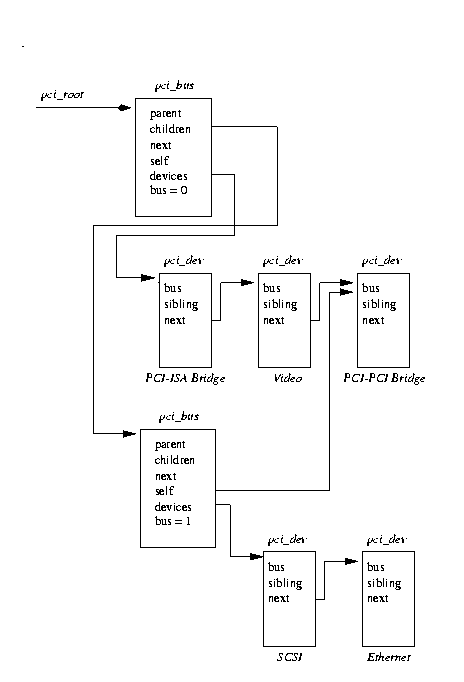 pci_bus
pci_root
parent
children
next
self
devices
bus = 0
pci_dev pci_dev pci_dev
bus bus bus
sibling sibling sibling
next next next
PCI-ISA Bridge Video PCI-PCI Bridge
pci_bus
parent
children
next
self
devices
bus = 1
pci_dev pci_dev
bus bus
sibling sibling
next next
SCSI Ethernet